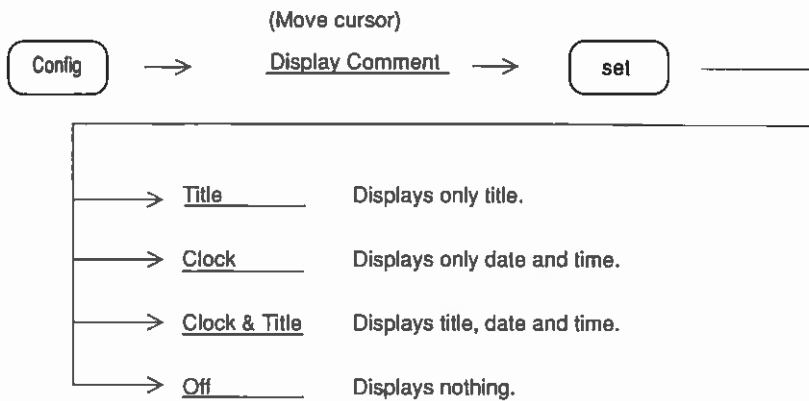 (Move cursor)
Config Display Comment set
Title Displays only title.
Clock Displays only date and time.
Clock & Title Displays title, date and time.
Off Displays nothing.